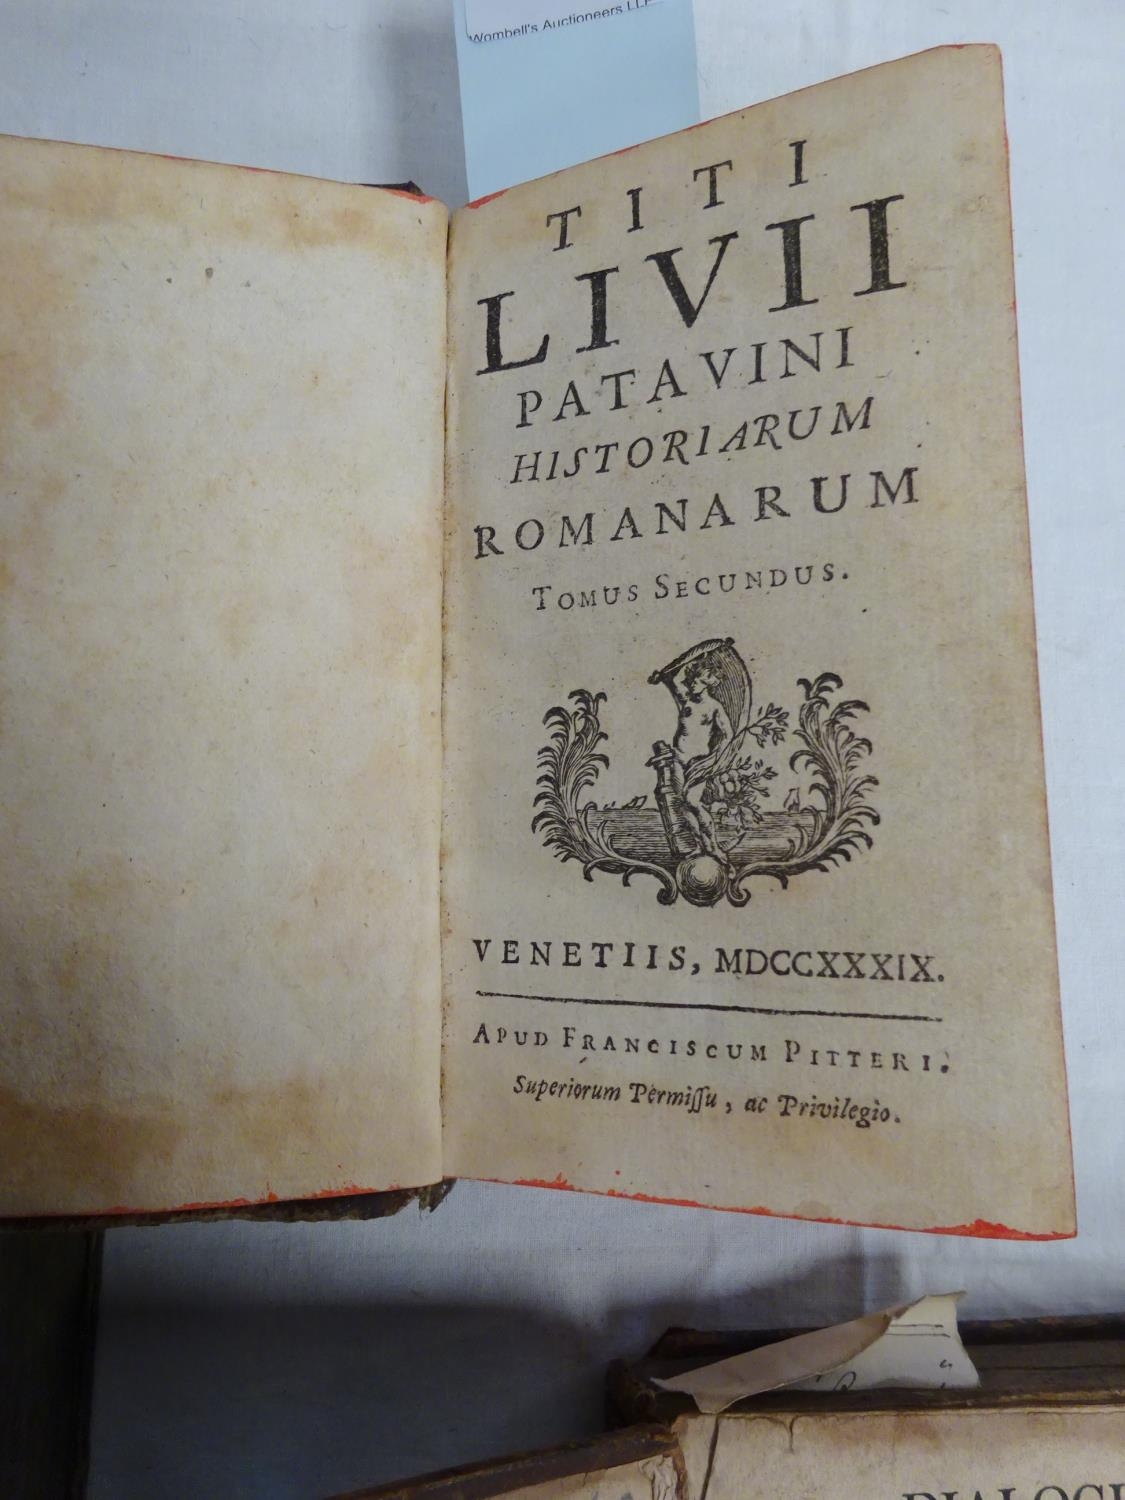 Wombell's Auctioneers LLP
TITI
LIVII
PATAVINI
HISTORIARUM
ROMANARUM
TOMUS SECUNDUS.
VENETIIS, MDCCXXXIX.
APUD FRANCISCUM PITTERI.
Superiorum Permiſſu, ac Privilegio.